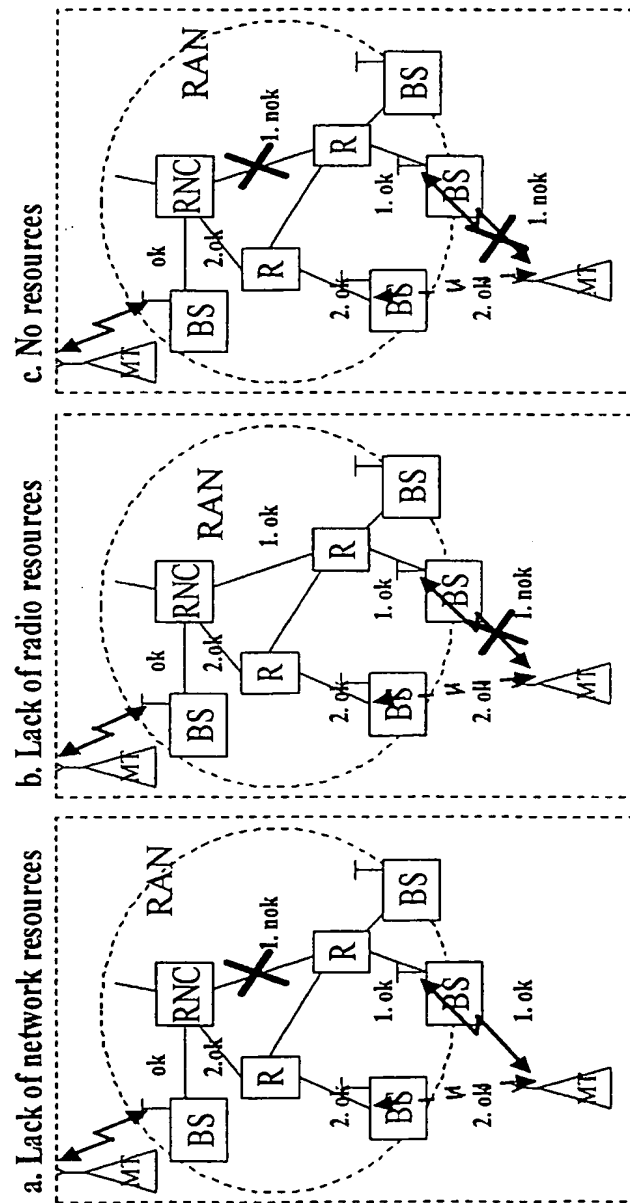 a. Lack of network resources
MT
BS
ok
RNC
RAN
2.ok
1. nok
R
R
2. ok
BS
1. ok
BS
BS
2. ok
1. ok
MT
b. Lack of radio resources
MT
BS
ok
RNC
RAN
2.ok
1. ok
R
R
2. ok
BS
1. ok
BS
BS
2. ok
1. nok
MT
c. No resources
MT
BS
ok
RNC
RAN
2.ok
1. nok
R
R
2. ok
BS
1. ok
BS
BS
2. ok
1. nok
MT